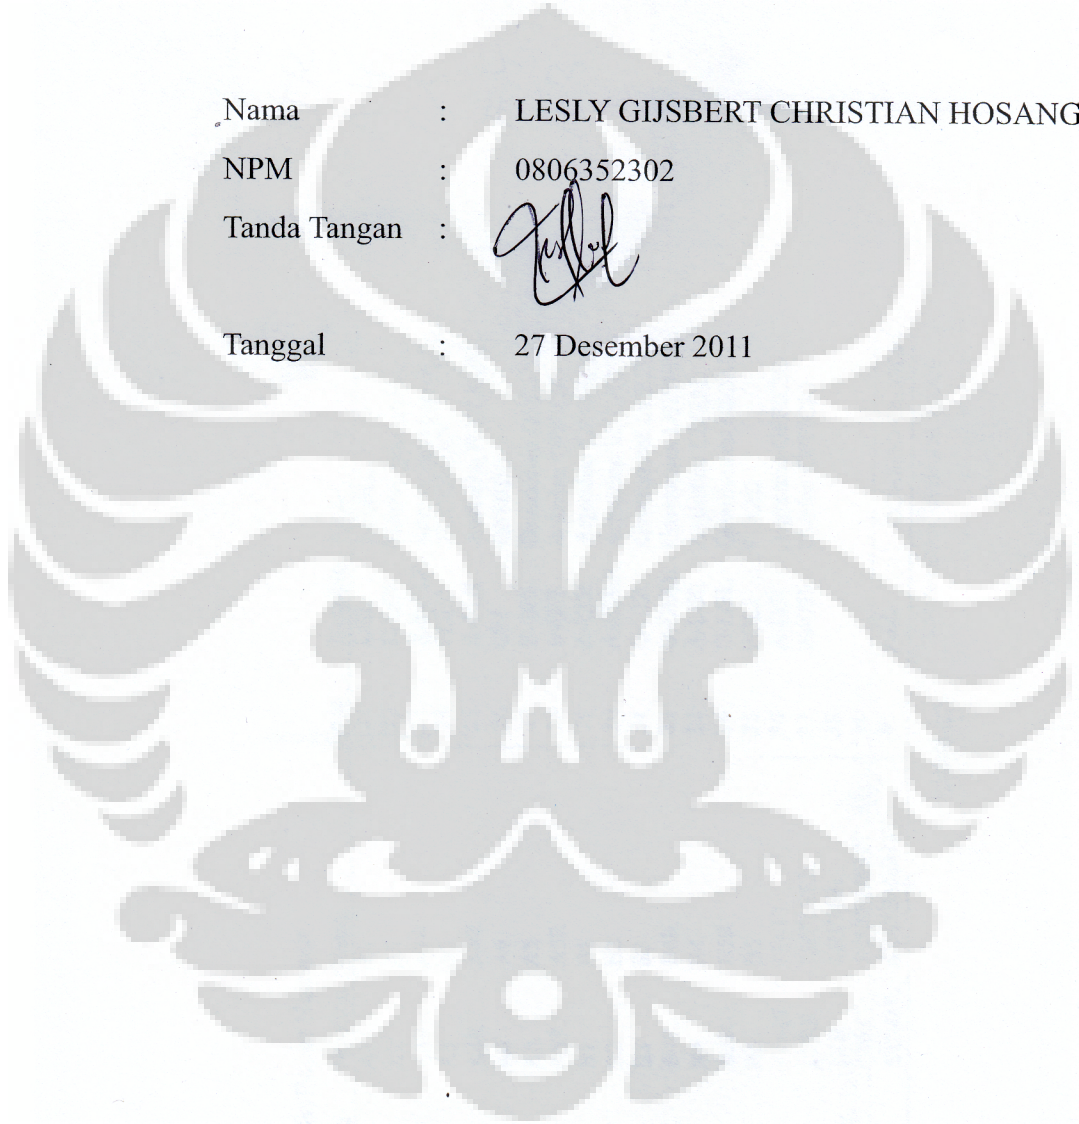 Nama : LESLY GIJSBERT CHRISTIAN HOSANG
NPM : 0806352302
Tanda Tangan :
Tanggal : 27 Desember 2011